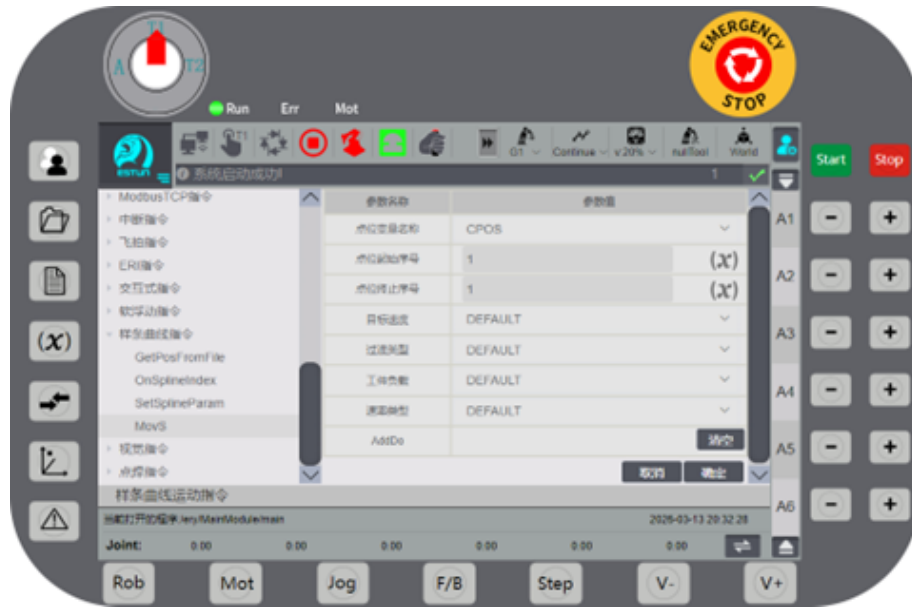 T1
A
T2
EMERGENCY
STOP
Run Err Mot
T1
G1 Continue v20% nullTool World
ESTUN
系统启动成功! 1
Start Stop
ModbusTCP指令
中断指令
飞拍指令
ERI指令
交互式指令
软浮动指令
样条曲线指令
GetPosFromFile
OnSplineIndex
SetSplineParam
MovS
视觉指令
点焊指令
参数名称 参数值
点位变量名称 CPOS
点位起始序号 1 (x)
点位终止序号 1 (x)
目标速度 DEFAULT
过渡类型 DEFAULT
工件负载 DEFAULT
速率类型 DEFAULT
AddDo 清空
取消 确定
A1 - +
A2 - +
A3 - +
A4 - +
A5 - +
A6 - +
(x)
样条曲线运动指令
当前打开的程序:/ery/MainModule/main 2026-03-13 20:32:28
Joint: 0.00 0.00 0.00 0.00 0.00 0.00
Rob Mot Jog F/B Step V- V+